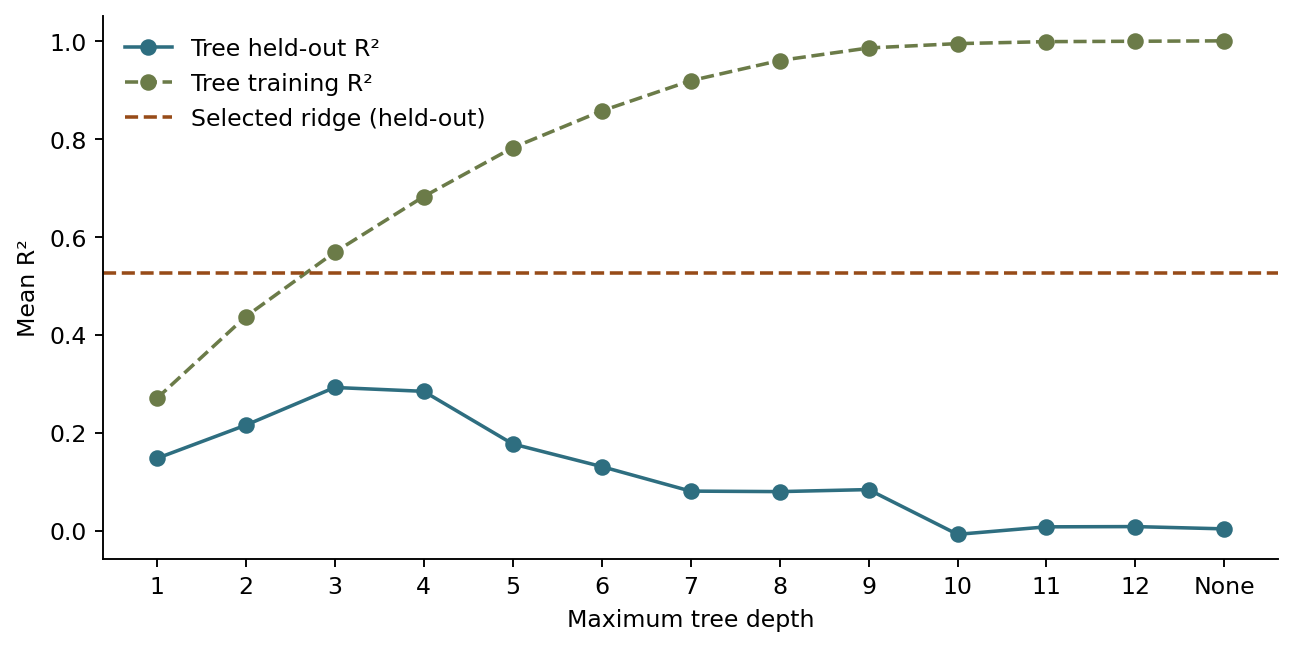 Tree held-out R²
Tree training R²
Selected ridge (held-out)
Mean R²
1.0
0.8
0.6
0.4
0.2
0.0
1 2 3 4 5 6 7 8 9 10 11 12 None
Maximum tree depth